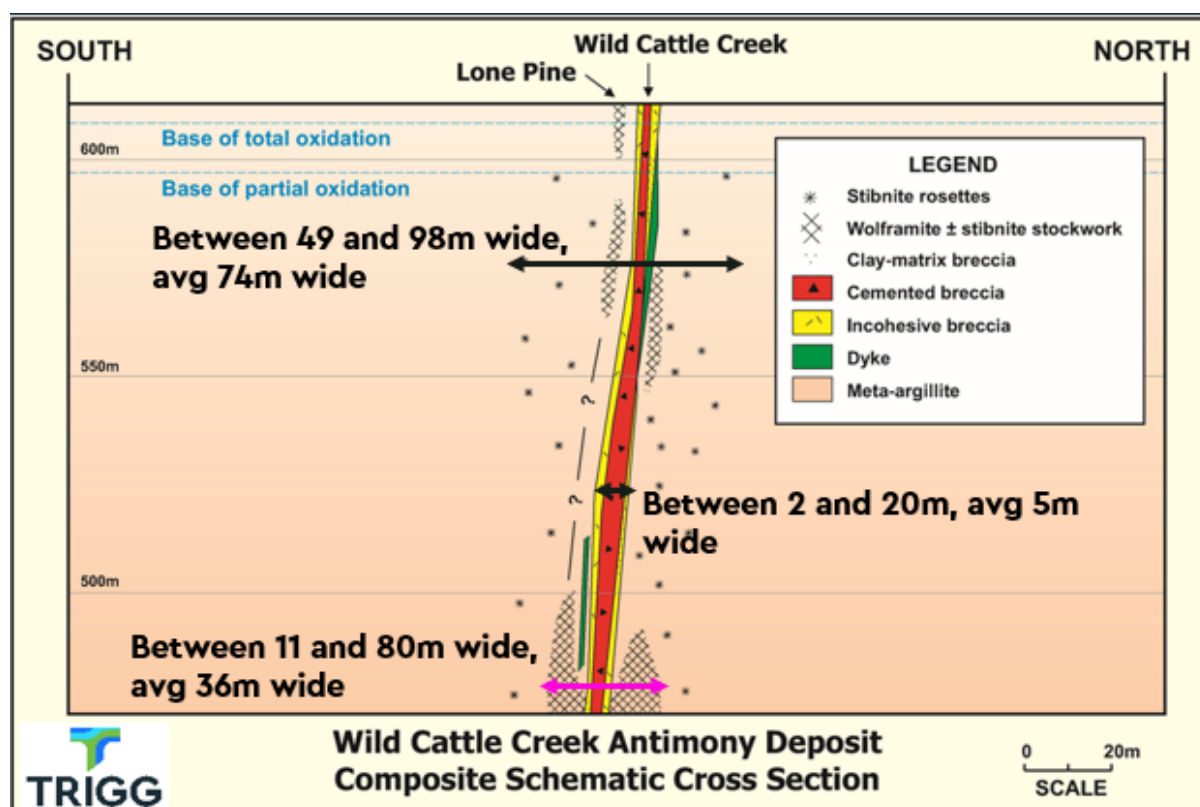 SOUTH
Wild Cattle Creek
NORTH
Lone Pine
Base of total oxidation
600m
Base of partial oxidation
LEGEND
Stibnite rosettes
Wolframite ± stibnite stockwork
Clay-matrix breccia
Cemented breccia
Incohesive breccia
Dyke
Meta-argillite
Between 49 and 98m wide,
avg 74m wide
550m
?
?
Between 2 and 20m, avg 5m
wide
500m
Between 11 and 80m wide,
avg 36m wide
TRIGG
Wild Cattle Creek Antimony Deposit
Composite Schematic Cross Section
0 20m
SCALE